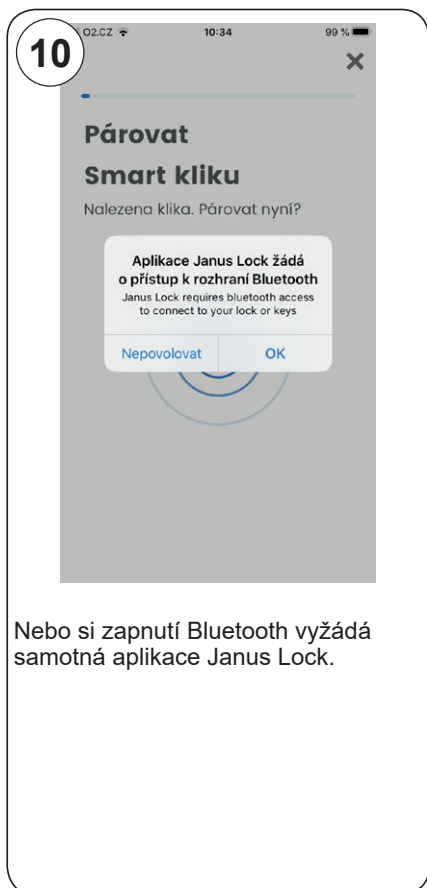 10
O2.CZ 10:34 99 %
Párovat
Smart kliku
Nalezena klika. Párovat nyní?
Aplikace Janus Lock žádá
o přístup k rozhraní Bluetooth
Janus Lock requires bluetooth access
to connect to your lock or keys
Nepovolovat OK
Nebo si zapnutí Bluetooth vyžádá
samotná aplikace Janus Lock.